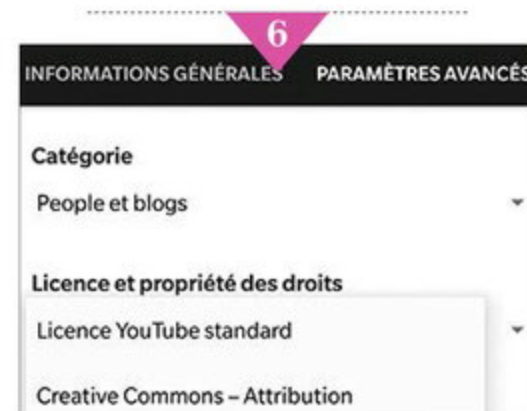 6
INFORMATIONS GÉNÉRALES PARAMÈTRES AVANCÉS
Catégorie
People et blogs
Licence et propriété des droits
Licence YouTube standard
Creative Commons – Attribution